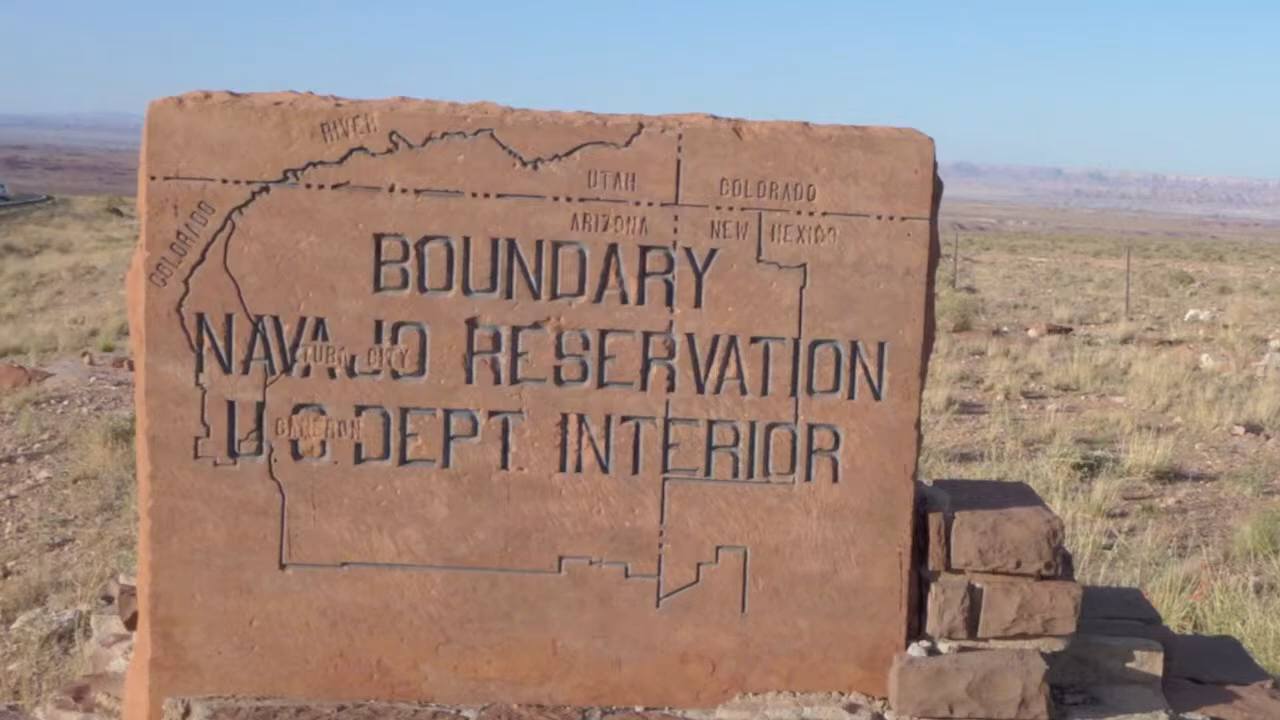 RIVER
COLORADO
UTAH
COLORADO
ARIZONA
NEW MEXICO
BOUNDARY
NAVAJO RESERVATION
TUBA CITY
U S DEPT INTERIOR
CAMERON